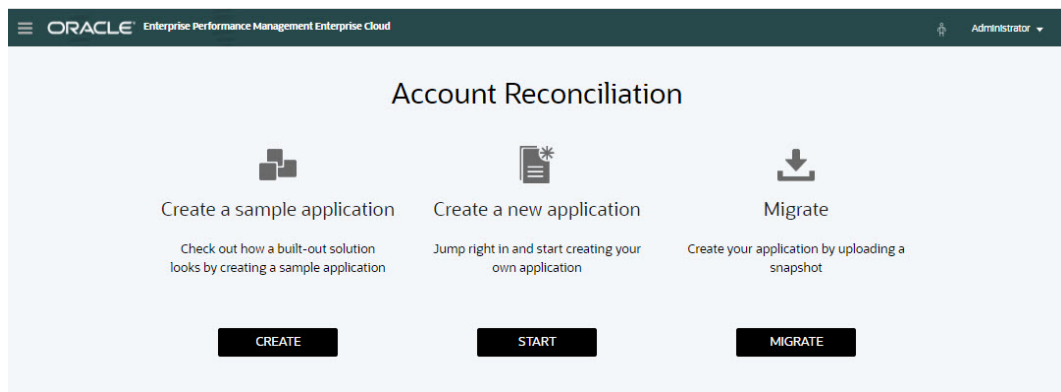 ORACLE® Enterprise Performance Management Enterprise Cloud
Administrator
Account Reconciliation
Create a sample application
Check out how a built-out solution
looks by creating a sample application
CREATE
Create a new application
Jump right in and start creating your
own application
START
Migrate
Create your application by uploading a
snapshot
MIGRATE